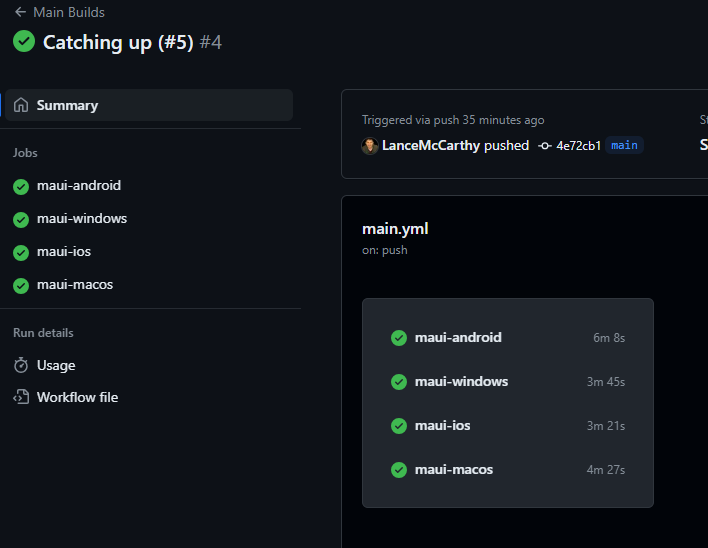 Main Builds
Catching up (#5) #4
Summary
Jobs
maui-android
maui-windows
maui-ios
maui-macos
Run details
Usage
Workflow file
Triggered via push 35 minutes ago
LanceMcCarthy pushed 4e72cb1 main
main.yml
on: push
maui-android 6m 8s
maui-windows 3m 45s
maui-ios 3m 21s
maui-macos 4m 27s